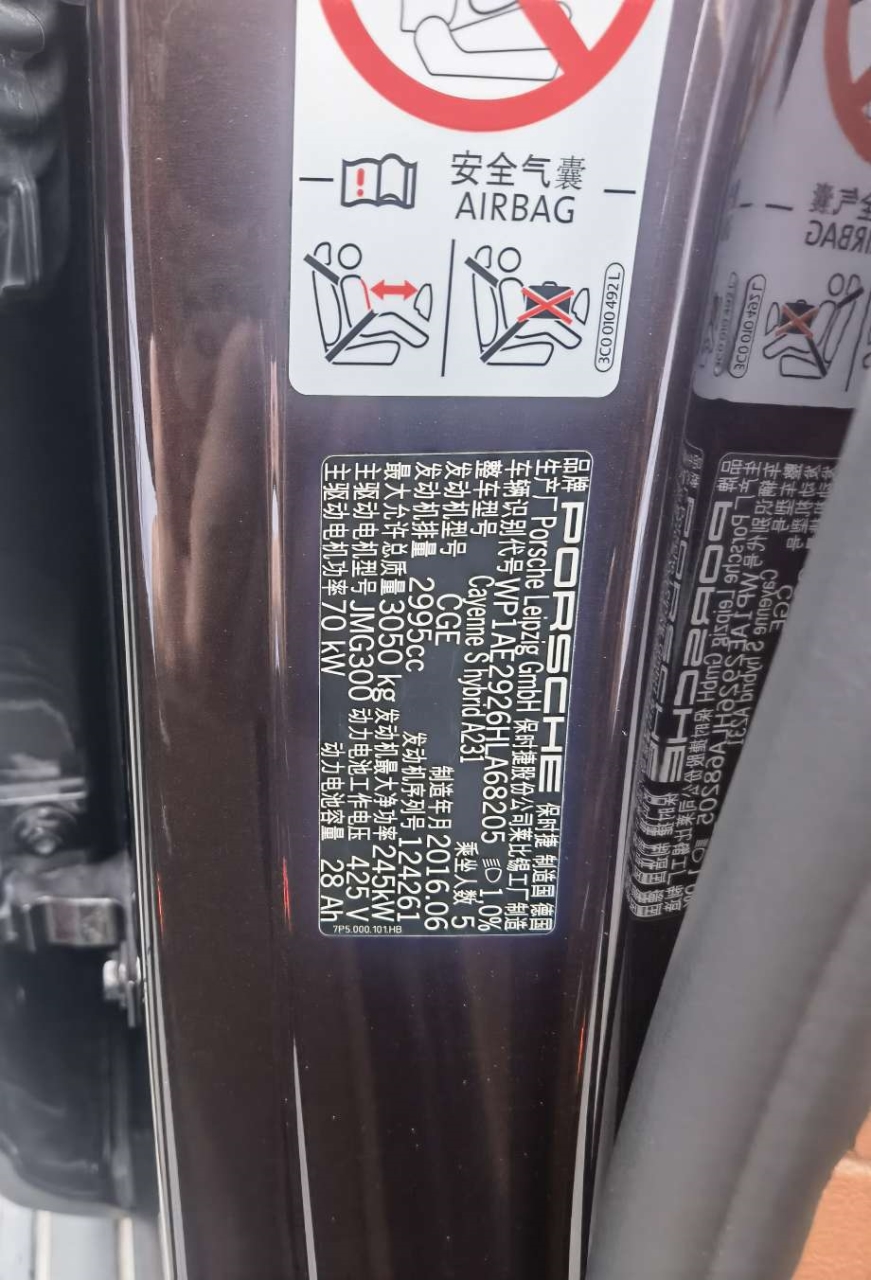 安全气囊
AIRBAG
3C0 010 492 L
品牌 PORSCHE 保时捷 制造国 德国
生产厂 Porsche Leipzig GmbH 保时捷股份公司莱比锡工厂 制造
车辆识别代号 WP1AE2926HLA68205 1,0%
整车型号 Cayenne S hybrid A231 乘坐人数 5
发动机型号 CGE 制造年月 2016.06
发动机排量 2995cc 发动机序列号 124261
最大允许总质量 3050 kg 发动机最大净功率 245kW
主驱动电机型号 JMG300 动力电池工作电压 425 V
主驱动电机功率 70 kW 动力电池容量 28 Ah
7P5.000.101.HB